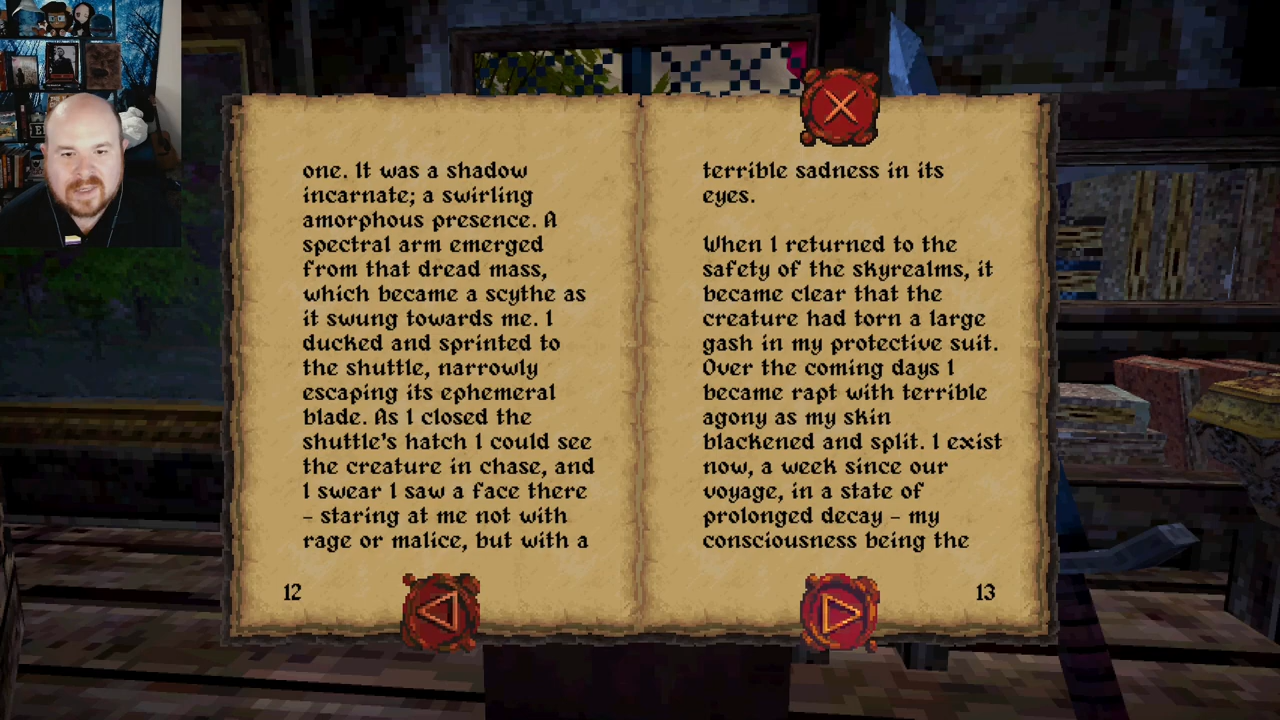 one. It was a shadow
incarnate; a swirling
amorphous presence. A
spectral arm emerged
from that dread mass,
which became a scythe as
it swung towards me. I
ducked and sprinted to
the shuttle, narrowly
escaping its ephemeral
blade. As I closed the
shuttle's hatch I could see
the creature in chase, and
I swear I saw a face there
- staring at me not with
rage or malice, but with a
12
terrible sadness in its
eyes.
When I returned to the
safety of the skyrealms, it
became clear that the
creature had torn a large
gash in my protective suit.
Over the coming days I
became rapt with terrible
agony as my skin
blackened and split. I exist
now, a week since our
voyage, in a state of
prolonged decay - my
consciousness being the
13